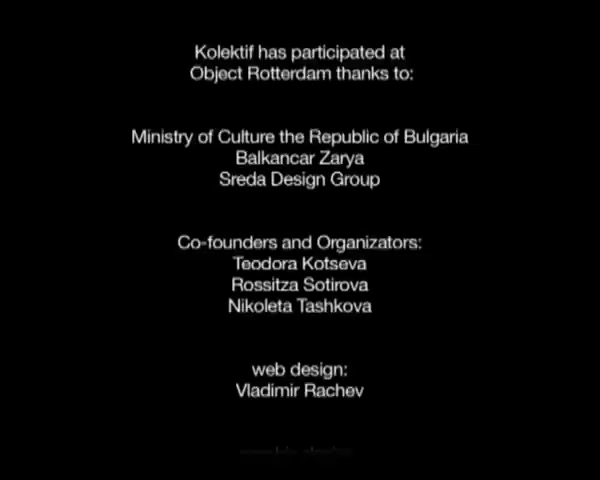 Kolektif has participated at
Object Rotterdam thanks to:
Ministry of Culture the Republic of Bulgaria
Balkancar Zarya
Sreda Design Group
Co-founders and Organizators:
Teodora Kotseva
Rossitza Sotirova
Nikoleta Tashkova
web design:
Vladimir Rachev